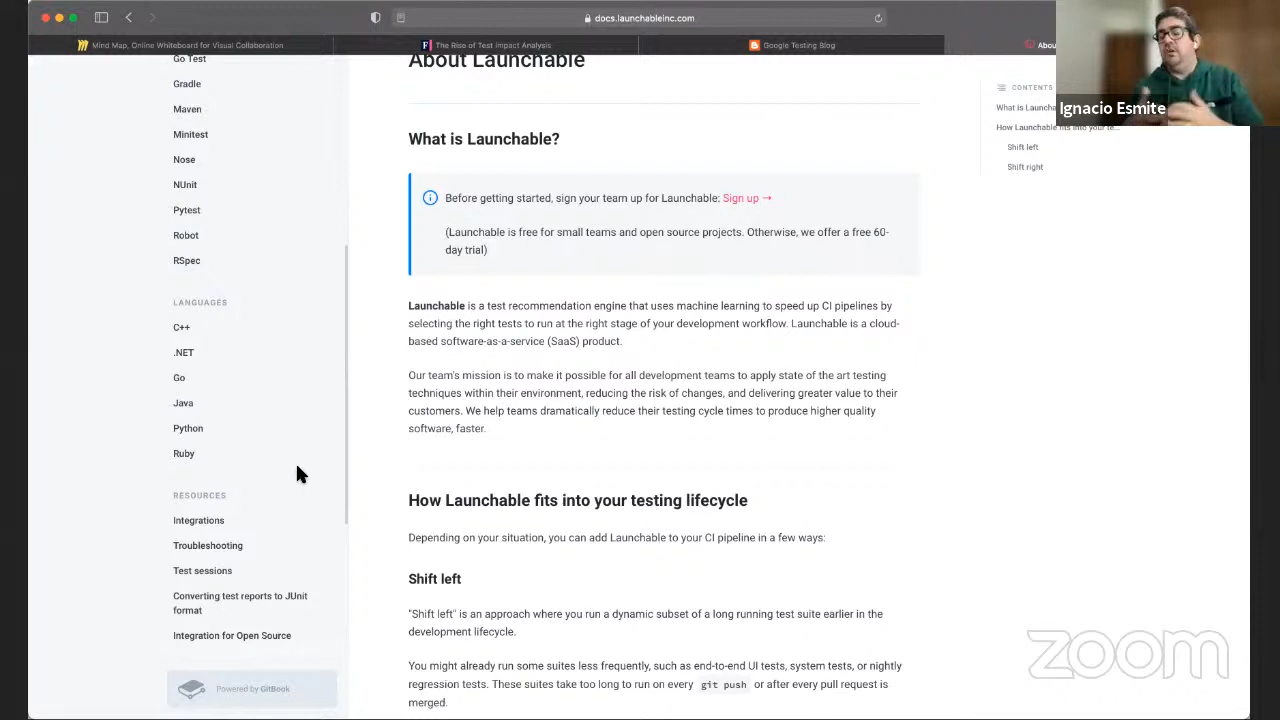 docs.launchableinc.com
Mind Map, Online Whiteboard for Visual Collaboration
The Rise of Test Impact Analysis
Google Testing Blog
Abou
Go Test
Gradle
Maven
Minitest
Nose
NUnit
Pytest
Robot
RSpec
LANGUAGES
C++
.NET
Go
Java
Python
Ruby
RESOURCES
Integrations
Troubleshooting
Test sessions
Converting test reports to JUnit
format
Integration for Open Source
Powered by GitBook
About Launchable
What is Launchable?
Before getting started, sign your team up for Launchable: Sign up →
(Launchable is free for small teams and open source projects. Otherwise, we offer a free 60-
day trial)
Launchable is a test recommendation engine that uses machine learning to speed up CI pipelines by
selecting the right tests to run at the right stage of your development workflow. Launchable is a cloud-
based software-as-a-service (SaaS) product.
Our team's mission is to make it possible for all development teams to apply state of the art testing
techniques within their environment, reducing the risk of changes, and delivering greater value to their
customers. We help teams dramatically reduce their testing cycle times to produce higher quality
software, faster.
How Launchable fits into your testing lifecycle
Depending on your situation, you can add Launchable to your CI pipeline in a few ways:
Shift left
"Shift left" is an approach where you run a dynamic subset of a long running test suite earlier in the
development lifecycle.
You might already run some suites less frequently, such as end-to-end UI tests, system tests, or nightly
regression tests. These suites take too long to run on every git push or after every pull request is
merged.
CONTENTS
What is Launcha
How Launchable fits into your te...
Shift left
Shift right
Ignacio Esmite
zoom